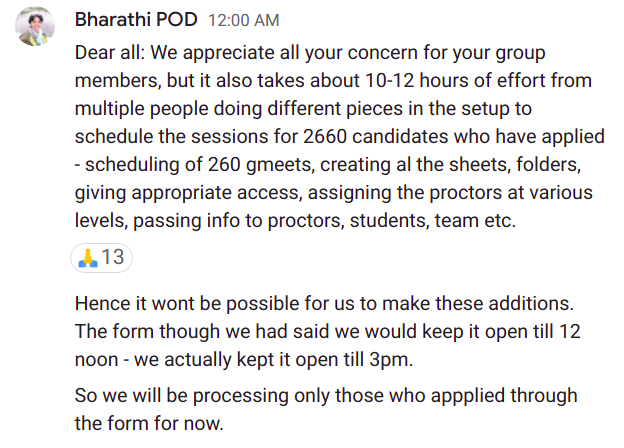 Bharathi POD 12:00 AM
Dear all: We appreciate all your concern for your group
members, but it also takes about 10-12 hours of effort from
multiple people doing different pieces in the setup to
schedule the sessions for 2660 candidates who have applied
- scheduling of 260 gmeets, creating al the sheets, folders,
giving appropriate access, assigning the proctors at various
levels, passing info to proctors, students, team etc.
🙏 13
Hence it wont be possible for us to make these additions.
The form though we had said we would keep it open till 12
noon - we actually kept it open till 3pm.
So we will be processing only those who appplied through
the form for now.